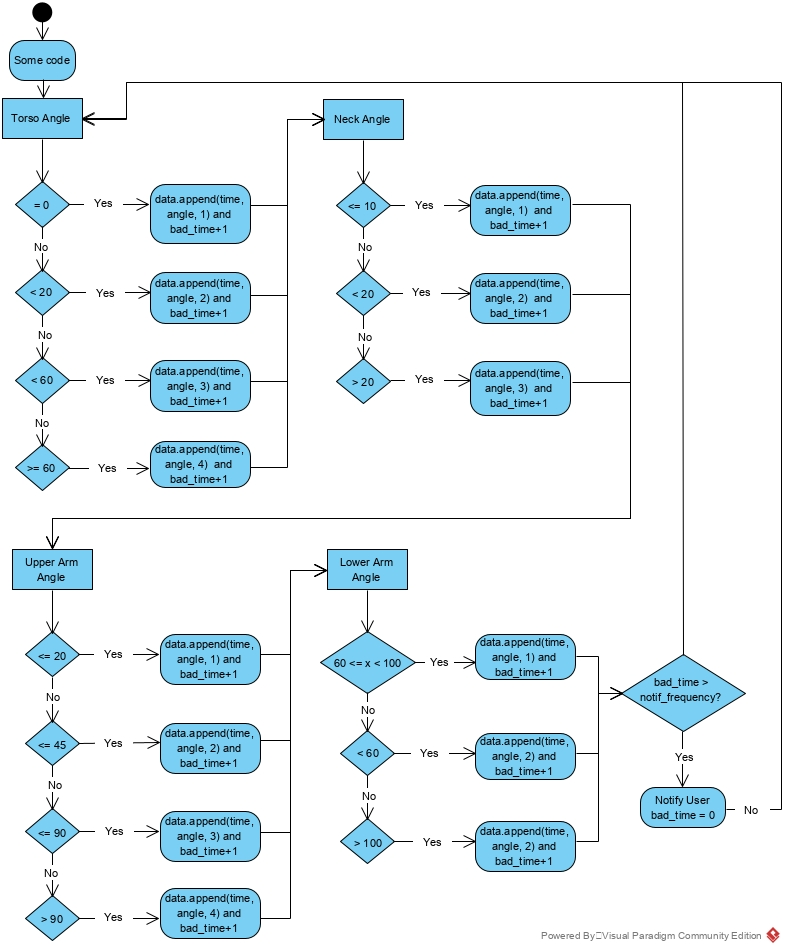 Some code
Torso Angle
= 0
Yes
data.append(time,
angle, 1) and
bad_time+1
No
< 20
Yes
data.append(time,
angle, 2) and
bad_time+1
No
< 60
Yes
data.append(time,
angle, 3) and
bad_time+1
No
>= 60
Yes
data.append(time,
angle, 4)  and
bad_time+1
Neck Angle
<= 10
Yes
data.append(time,
angle, 1)  and
bad_time+1
No
< 20
Yes
data.append(time,
angle, 2)  and
bad_time+1
No
> 20
Yes
data.append(time,
angle, 3)  and
bad_time+1
Upper Arm
Angle
<= 20
Yes
data.append(time,
angle, 1) and
bad_time+1
No
<= 45
Yes
data.append(time,
angle, 2) and
bad_time+1
No
<= 90
Yes
data.append(time,
angle, 3) and
bad_time+1
No
> 90
Yes
data.append(time,
angle, 4) and
bad_time+1
Lower Arm
Angle
60 <= x < 100
Yes
data.append(time,
angle, 1) and
bad_time+1
No
< 60
Yes
data.append(time,
angle, 2) and
bad_time+1
No
> 100
Yes
data.append(time,
angle, 2) and
bad_time+1
bad_time >
notif_frequency?
Yes
Notify User
bad_time = 0
No
Powered By Visual Paradigm Community Edition